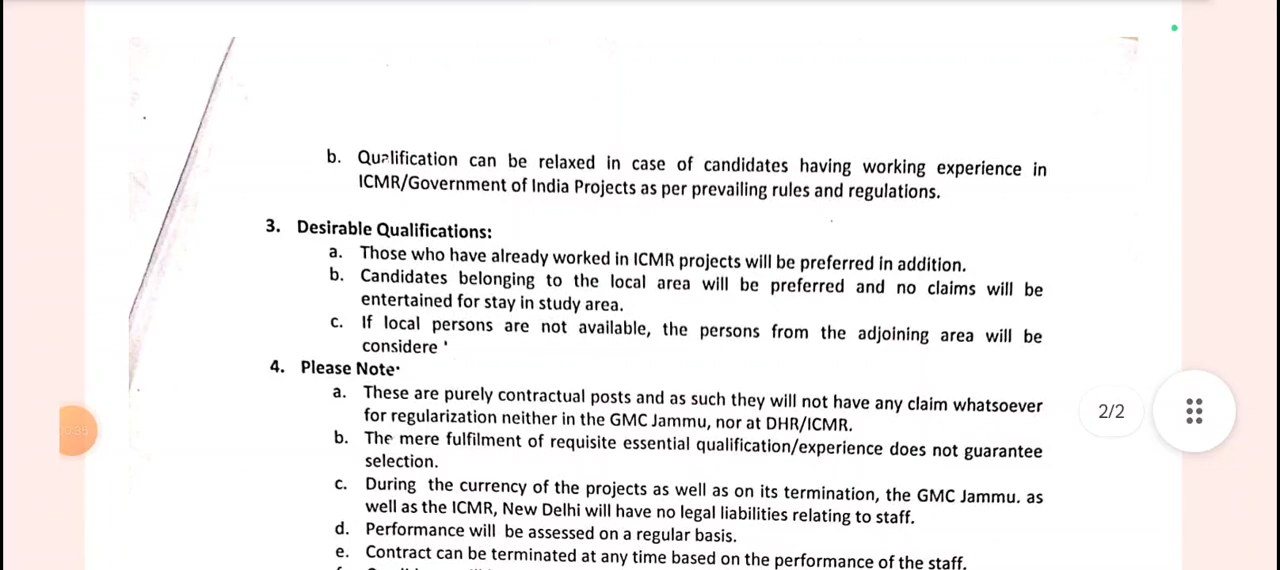 b. Qualification can be relaxed in case of candidates having working experience in
ICMR/Government of India Projects as per prevailing rules and regulations.
3. Desirable Qualifications:
a. Those who have already worked in ICMR projects will be preferred in addition.
b. Candidates belonging to the local area will be preferred and no claims will be
entertained for stay in study area.
c. If local persons are not available, the persons from the adjoining area will be
considere
4. Please Note
a. These are purely contractual posts and as such they will not have any claim whatsoever
for regularization neither in the GMC Jammu, nor at DHR/ICMR.
b. The mere fulfilment of requisite essential qualification/experience does not guarantee
selection.
c. During the currency of the projects as well as on its termination, the GMC Jammu. as
well as the ICMR, New Delhi will have no legal liabilities relating to staff.
d. Performance will be assessed on a regular basis.
e. Contract can be terminated at any time based on the performance of the staff.
2/2